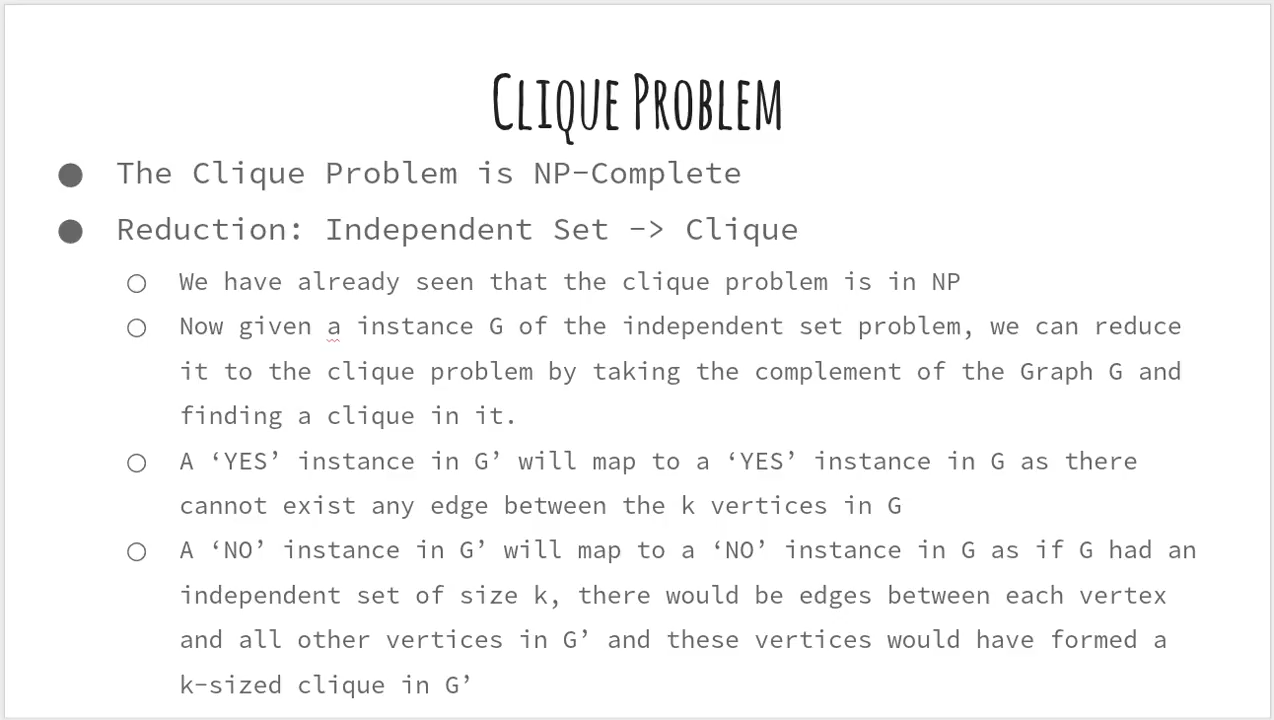 CLIQUE PROBLEM
● The Clique Problem is NP-Complete
● Reduction: Independent Set -> Clique
○ We have already seen that the clique problem is in NP
○ Now given a instance G of the independent set problem, we can reduce
it to the clique problem by taking the complement of the Graph G and
finding a clique in it.
○ A ‘YES’ instance in G’ will map to a ‘YES’ instance in G as there
cannot exist any edge between the k vertices in G
○ A ‘NO’ instance in G’ will map to a ‘NO’ instance in G as if G had an
independent set of size k, there would be edges between each vertex
and all other vertices in G’ and these vertices would have formed a
k-sized clique in G’